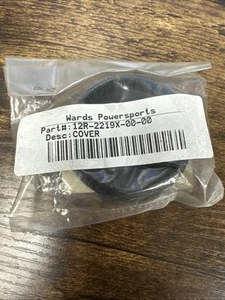 Wards Powersports
Part#:12R-2219X-00-00
Desc:COVER